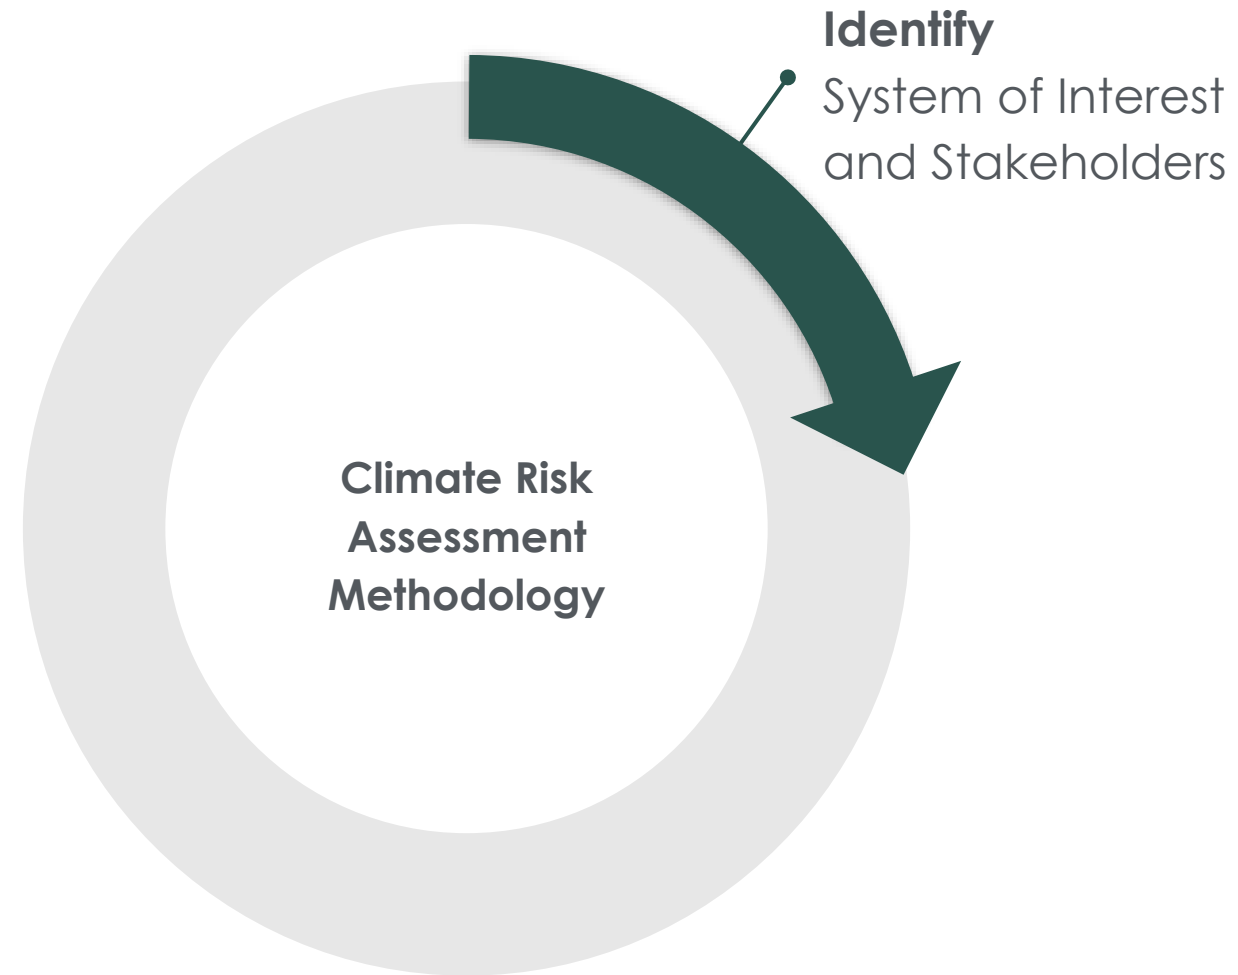 Identify
System of Interest
and Stakeholders
Climate Risk
Assessment
Methodology